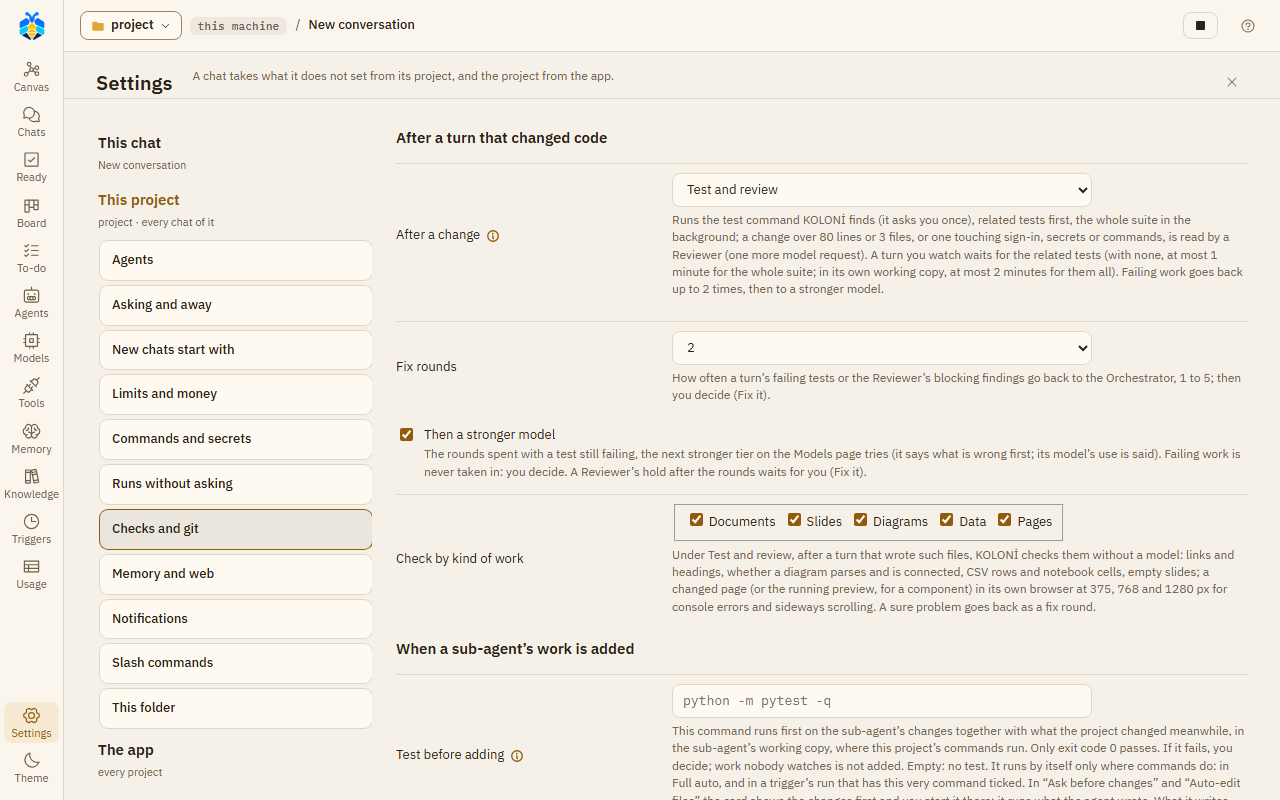 project
this machine / New conversation
Canvas
Chats
Ready
Board
To-do
Agents
Models
Tools
Memory
Knowledge
Triggers
Usage
Settings
Theme
Settings
A chat takes what it does not set from its project, and the project from the app.
This chat
New conversation
This project
project · every chat of it
Agents
Asking and away
New chats start with
Limits and money
Commands and secrets
Runs without asking
Checks and git
Memory and web
Notifications
Slash commands
This folder
The app
every project
After a turn that changed code
After a change
Test and review
Runs the test command KOLONİ finds (it asks you once), related tests first, the whole suite in the
background; a change over 80 lines or 3 files, or one touching sign-in, secrets or commands, is read by a
Reviewer (one more model request). A turn you watch waits for the related tests (with none, at most 1
minute for the whole suite; in its own working copy, at most 2 minutes for them all). Failing work goes back
up to 2 times, then to a stronger model.
Fix rounds
2
How often a turn’s failing tests or the Reviewer’s blocking findings go back to the Orchestrator, 1 to 5; then
you decide (Fix it).
Then a stronger model
The rounds spent with a test still failing, the next stronger tier on the Models page tries (it says what is wrong first; its model’s use is said). Failing work is
never taken in: you decide. A Reviewer’s hold after the rounds waits for you (Fix it).
Check by kind of work
Documents Slides Diagrams Data Pages
Under Test and review, after a turn that wrote such files, KOLONİ checks them without a model: links and
headings, whether a diagram parses and is connected, CSV rows and notebook cells, empty slides; a
changed page (or the running preview, for a component) in its own browser at 375, 768 and 1280 px for
console errors and sideways scrolling. A sure problem goes back as a fix round.
When a sub-agent’s work is added
Test before adding
python -m pytest -q
This command runs first on the sub-agent’s changes together with what the project changed meanwhile, in
the sub-agent’s working copy, where this project’s commands run. Only exit code 0 passes. If it fails, you
decide; work nobody watches is not added. Empty: no test. It runs by itself only where commands do: in
Full auto, and in a trigger’s run that has this very command ticked. In “Ask before changes” and “Auto-edit
files” the card shows the changes first and you start it there: it runs what the agent wrote. What it writes